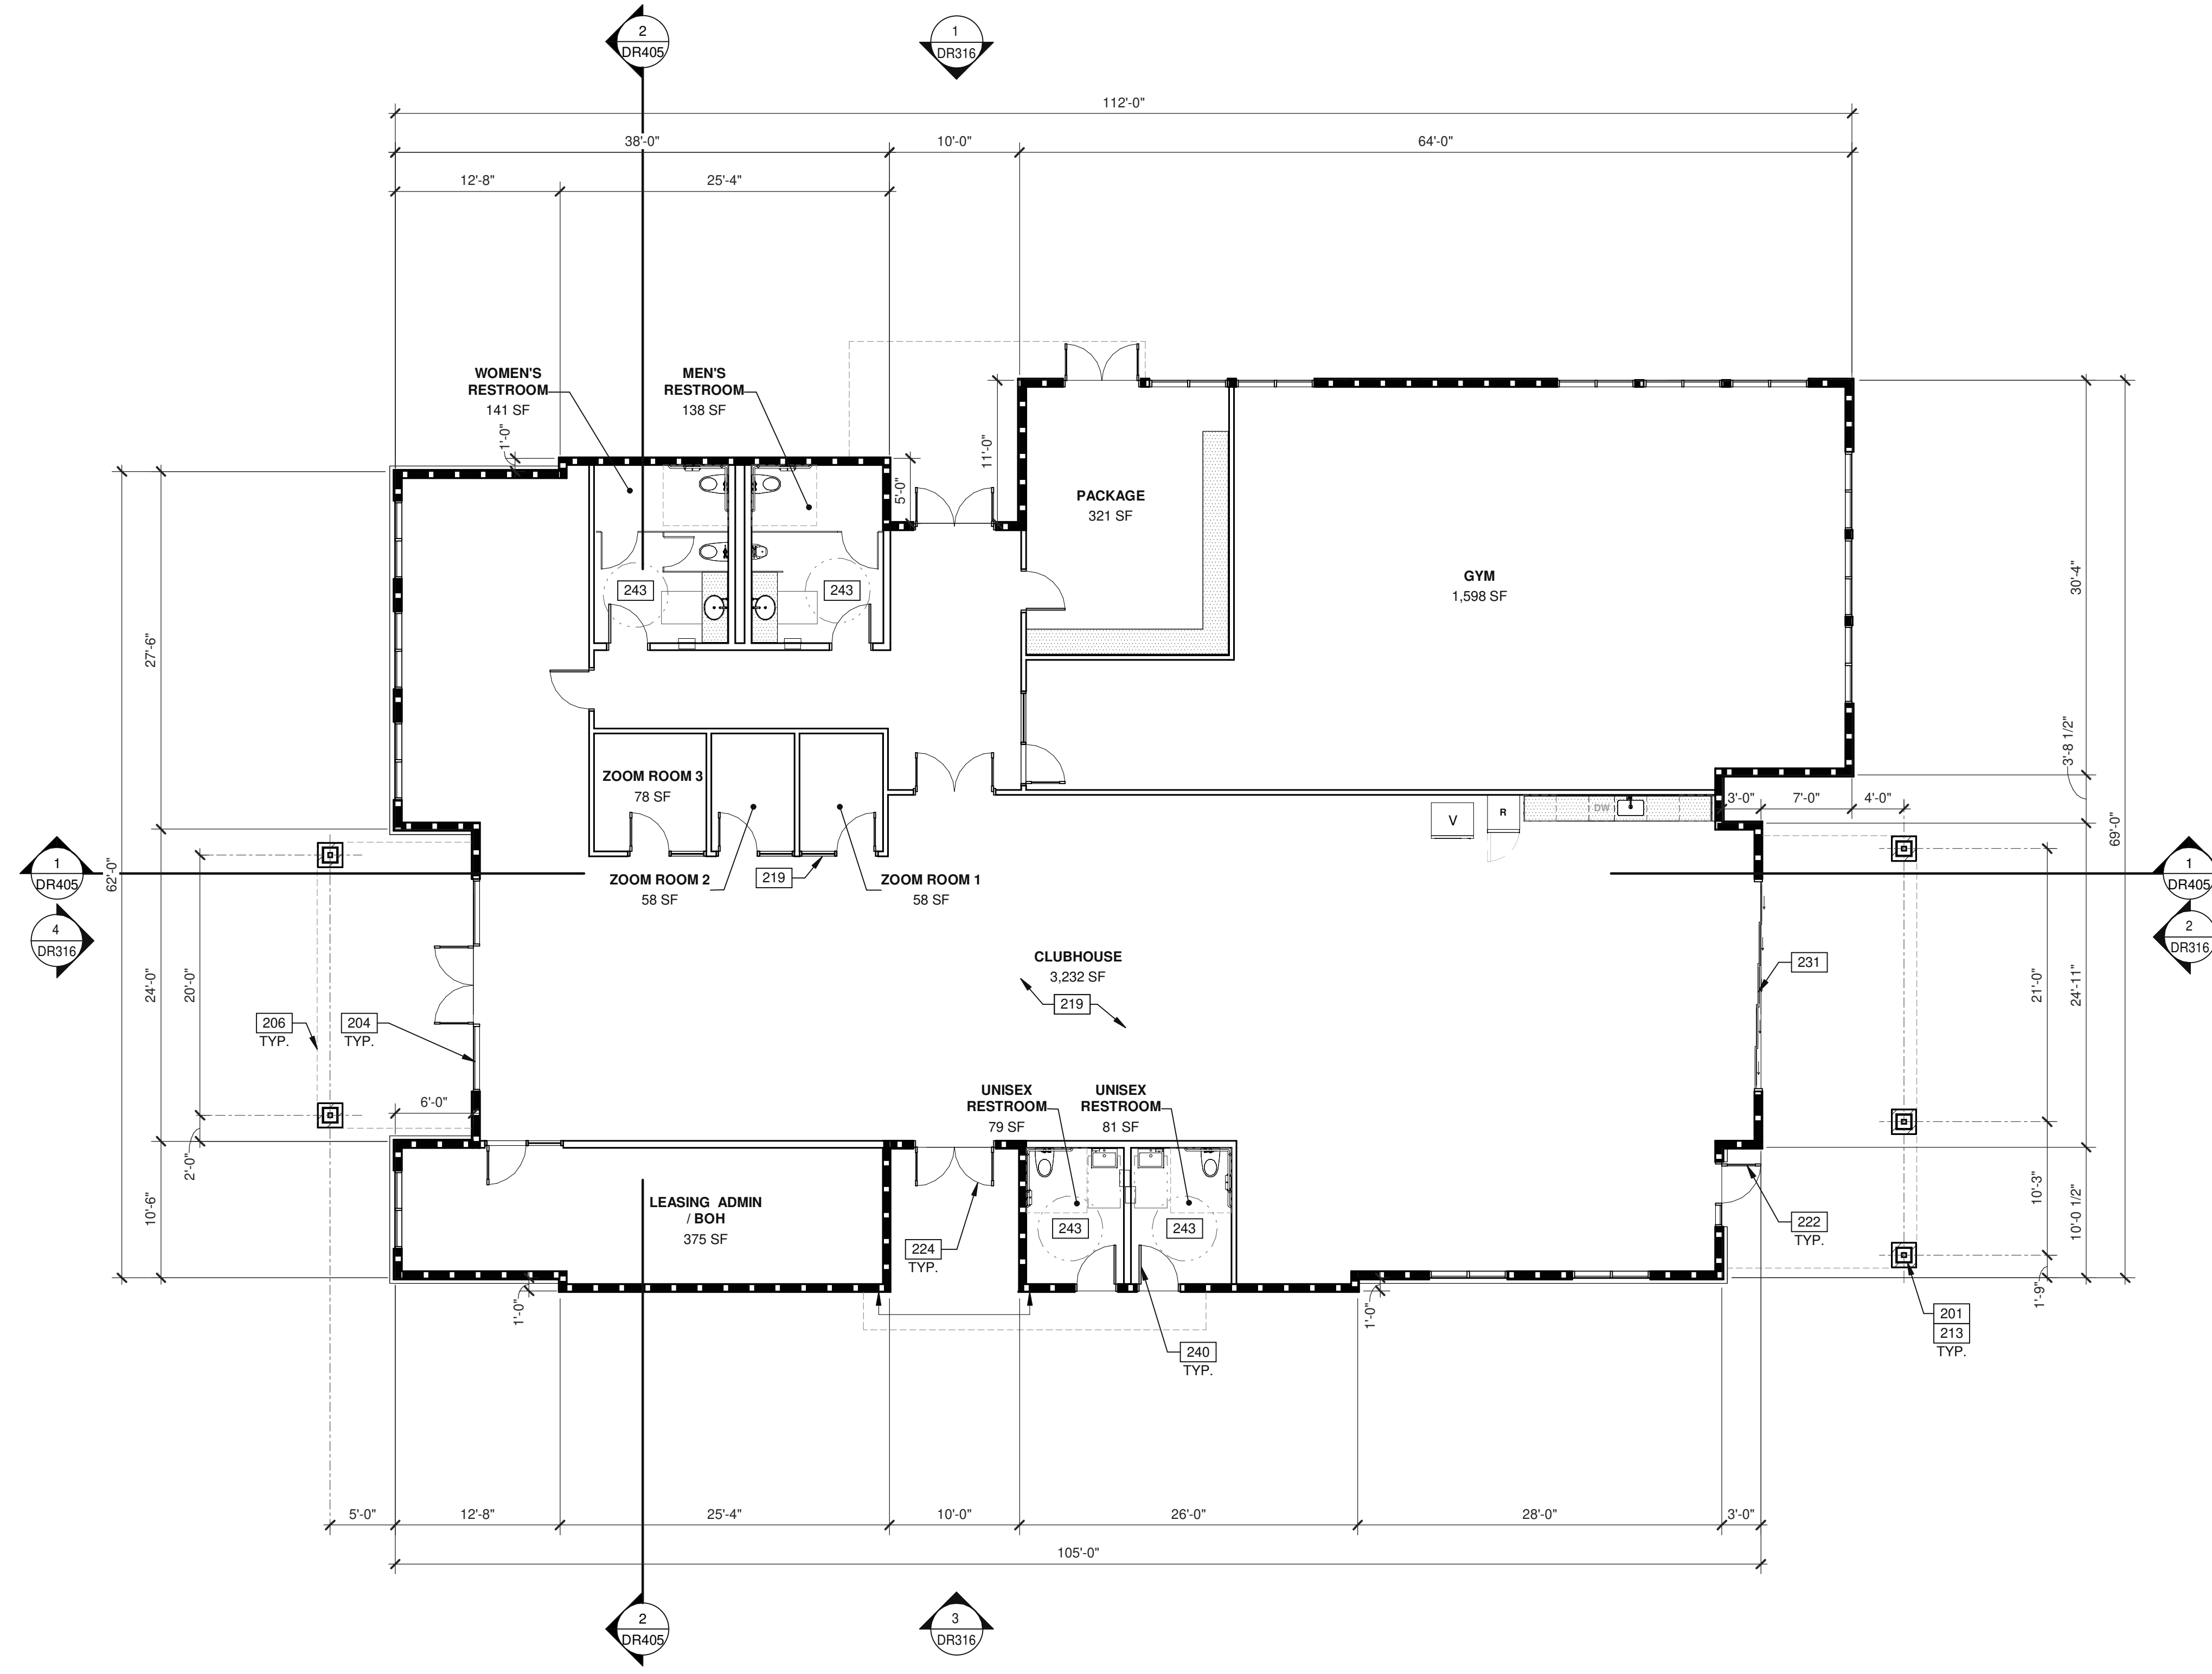 2
DR405
1
DR316
112'-0"
38'-0"
10'-0"
64'-0"
12'-8"
25'-4"
WOMEN'S
RESTROOM
141 SF
MEN'S
RESTROOM
138 SF
1'-0"
5'-0"
11'-0"
PACKAGE
321 SF
GYM
1,598 SF
243
243
27'-6"
30'-4"
3'-8 1/2"
69'-0"
ZOOM ROOM 3
78 SF
V
R
DW
3'-0"
7'-0"
4'-0"
1
DR405
62'-0"
ZOOM ROOM 2
58 SF
219
ZOOM ROOM 1
58 SF
1
DR405
4
DR316
2
DR316
CLUBHOUSE
3,232 SF
219
231
24'-0"
20'-0"
21'-0"
24'-11"
206
TYP.
204
TYP.
6'-0"
2'-0"
10'-6"
UNISEX
RESTROOM
79 SF
UNISEX
RESTROOM
81 SF
LEASING ADMIN
/ BOH
375 SF
243
243
224
TYP.
222
TYP.
10'-3"
10'-0 1/2"
1'-9"
1'-0"
1'-0"
240
TYP.
201
213
TYP.
5'-0"
12'-8"
25'-4"
10'-0"
26'-0"
28'-0"
3'-0"
105'-0"
2
DR405
3
DR316